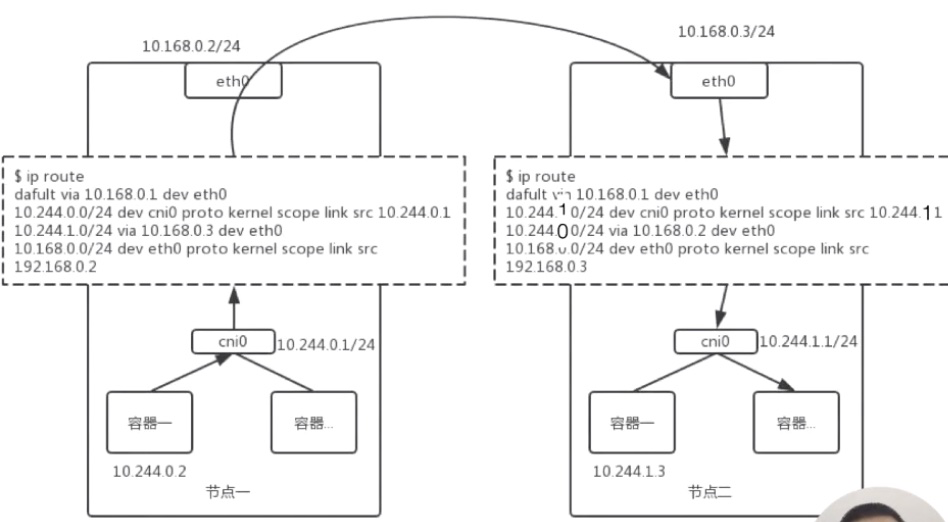 10.168.0.2/24
10.168.0.3/24
eth0
eth0
$ ip route
dafult via 10.168.0.1 dev eth0
10.244.0.0/24 dev cni0 proto kernel scope link src 10.244.0.1
10.244.1.0/24 via 10.168.0.3 dev eth0
10.168.0.0/24 dev eth0 proto kernel scope link src
192.168.0.2
$ ip route
dafult via 10.168.0.1 dev eth0
10.244.1.0/24 dev cni0 proto kernel scope link src 10.244.1.1
10.244.0.0/24 via 10.168.0.2 dev eth0
10.168.0.0/24 dev eth0 proto kernel scope link src
192.168.0.3
cni0
10.244.0.1/24
cni0
10.244.1.1/24
容器一
容器...
容器一
容器...
10.244.0.2
10.244.1.3
节点一
节点二